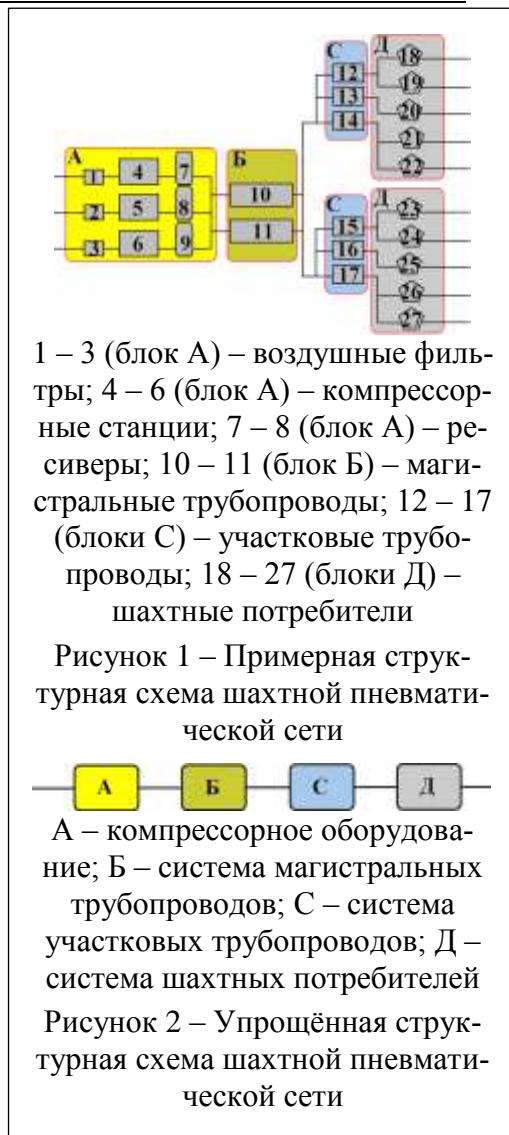 А
Б
С
Д
1 4 7
2 5 8
3 6 9
10
11
12
13
14
18
19
20
21
22
С
Д
15
16
17
23
24
25
26
27
1 – 3 (блок А) – воздушные филь-
тры; 4 – 6 (блок А) – компрессор-
ные станции; 7 – 8 (блок А) – ре-
сиверы; 10 – 11 (блок Б) – маги-
стральные трубопроводы; 12 – 17
(блоки С) – участковые трубо-
проводы; 18 – 27 (блоки Д) –
шахтные потребители
Рисунок 1 – Примерная струк-
турная схема шахтной пневмати-
ческой сети
А Б С Д
А – компрессорное оборудова-
ние; Б – система магистральных
трубопроводов; С – система
участковых трубопроводов; Д –
система шахтных потребителей
Рисунок 2 – Упрощённая струк-
турная схема шахтной пневмати-
ческой сети